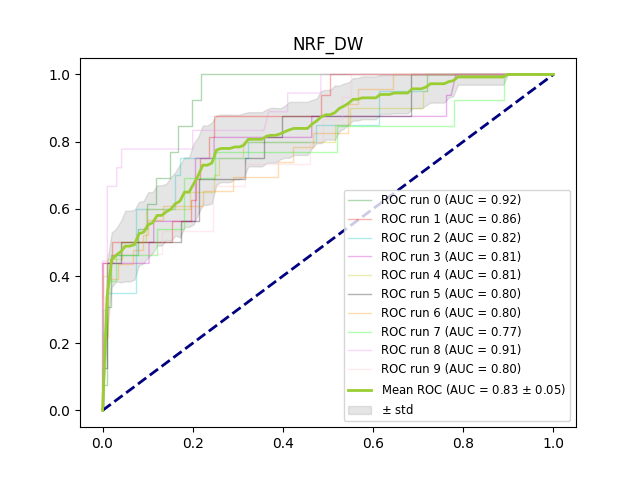 NRF_DW
1.0
0.8
0.6
0.4
0.2
0.0
0.0 0.2 0.4 0.6 0.8 1.0
ROC run 0 (AUC = 0.92)
ROC run 1 (AUC = 0.86)
ROC run 2 (AUC = 0.82)
ROC run 3 (AUC = 0.81)
ROC run 4 (AUC = 0.81)
ROC run 5 (AUC = 0.80)
ROC run 6 (AUC = 0.80)
ROC run 7 (AUC = 0.77)
ROC run 8 (AUC = 0.91)
ROC run 9 (AUC = 0.80)
Mean ROC (AUC = 0.83 ± 0.05)
± std